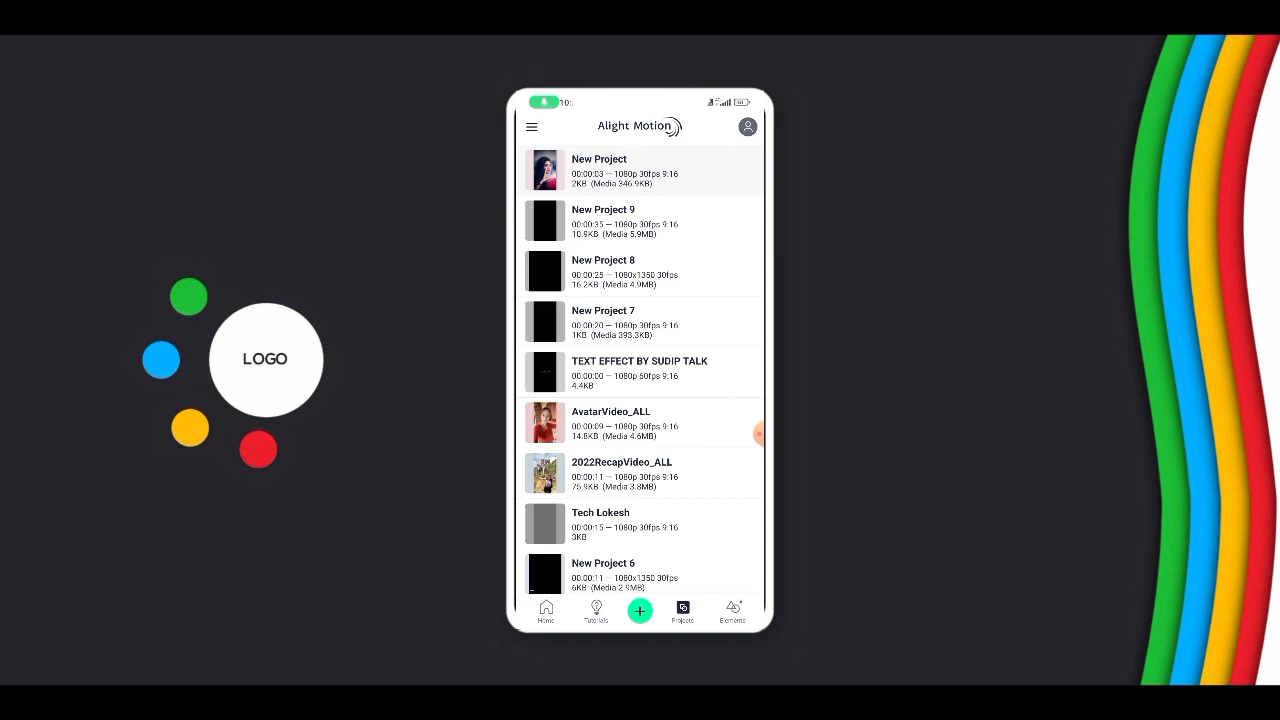 10:
Alight Motion
New Project
00:00:03 — 1080p 30fps 9:16
2KB (Media 346.9KB)
New Project 9
00:00:35 — 1080p 30fps 9:16
10.9KB (Media 5.9MB)
New Project 8
00:00:25 — 1080x1350 30fps
16.2KB (Media 4.9MB)
New Project 7
00:00:20 — 1080p 30fps 9:16
1KB (Media 393.3KB)
TEXT EFFECT BY SUDIP TALK
00:00:00 — 1080p 60fps 9:16
4.4KB
AvatarVideo_ALL
00:00:09 — 1080p 30fps 9:16
14.8KB (Media 4.6MB)
2022RecapVideo_ALL
00:00:11 — 1080p 30fps 9:16
75.9KB (Media 3.8MB)
Tech Lokesh
00:00:15 — 1080p 30fps 9:16
3KB
New Project 6
00:00:11 — 1080x1350 30fps
6KB (Media 2.9MB)
Home Tutorials Projects Elements
LOGO